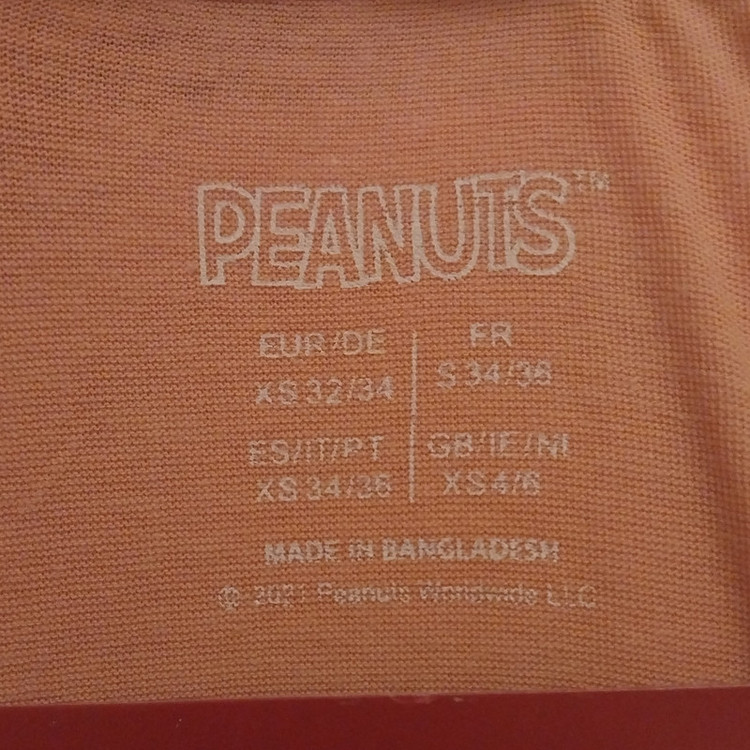 PEANUTS™
EUR/DE
XS 32/34
FR
S 34/36
ES/IT/PT
XS 34/36
GB/IE/NI
XS 4/6
MADE IN BANGLADESH
© 2021 Peanuts Worldwide LLC.